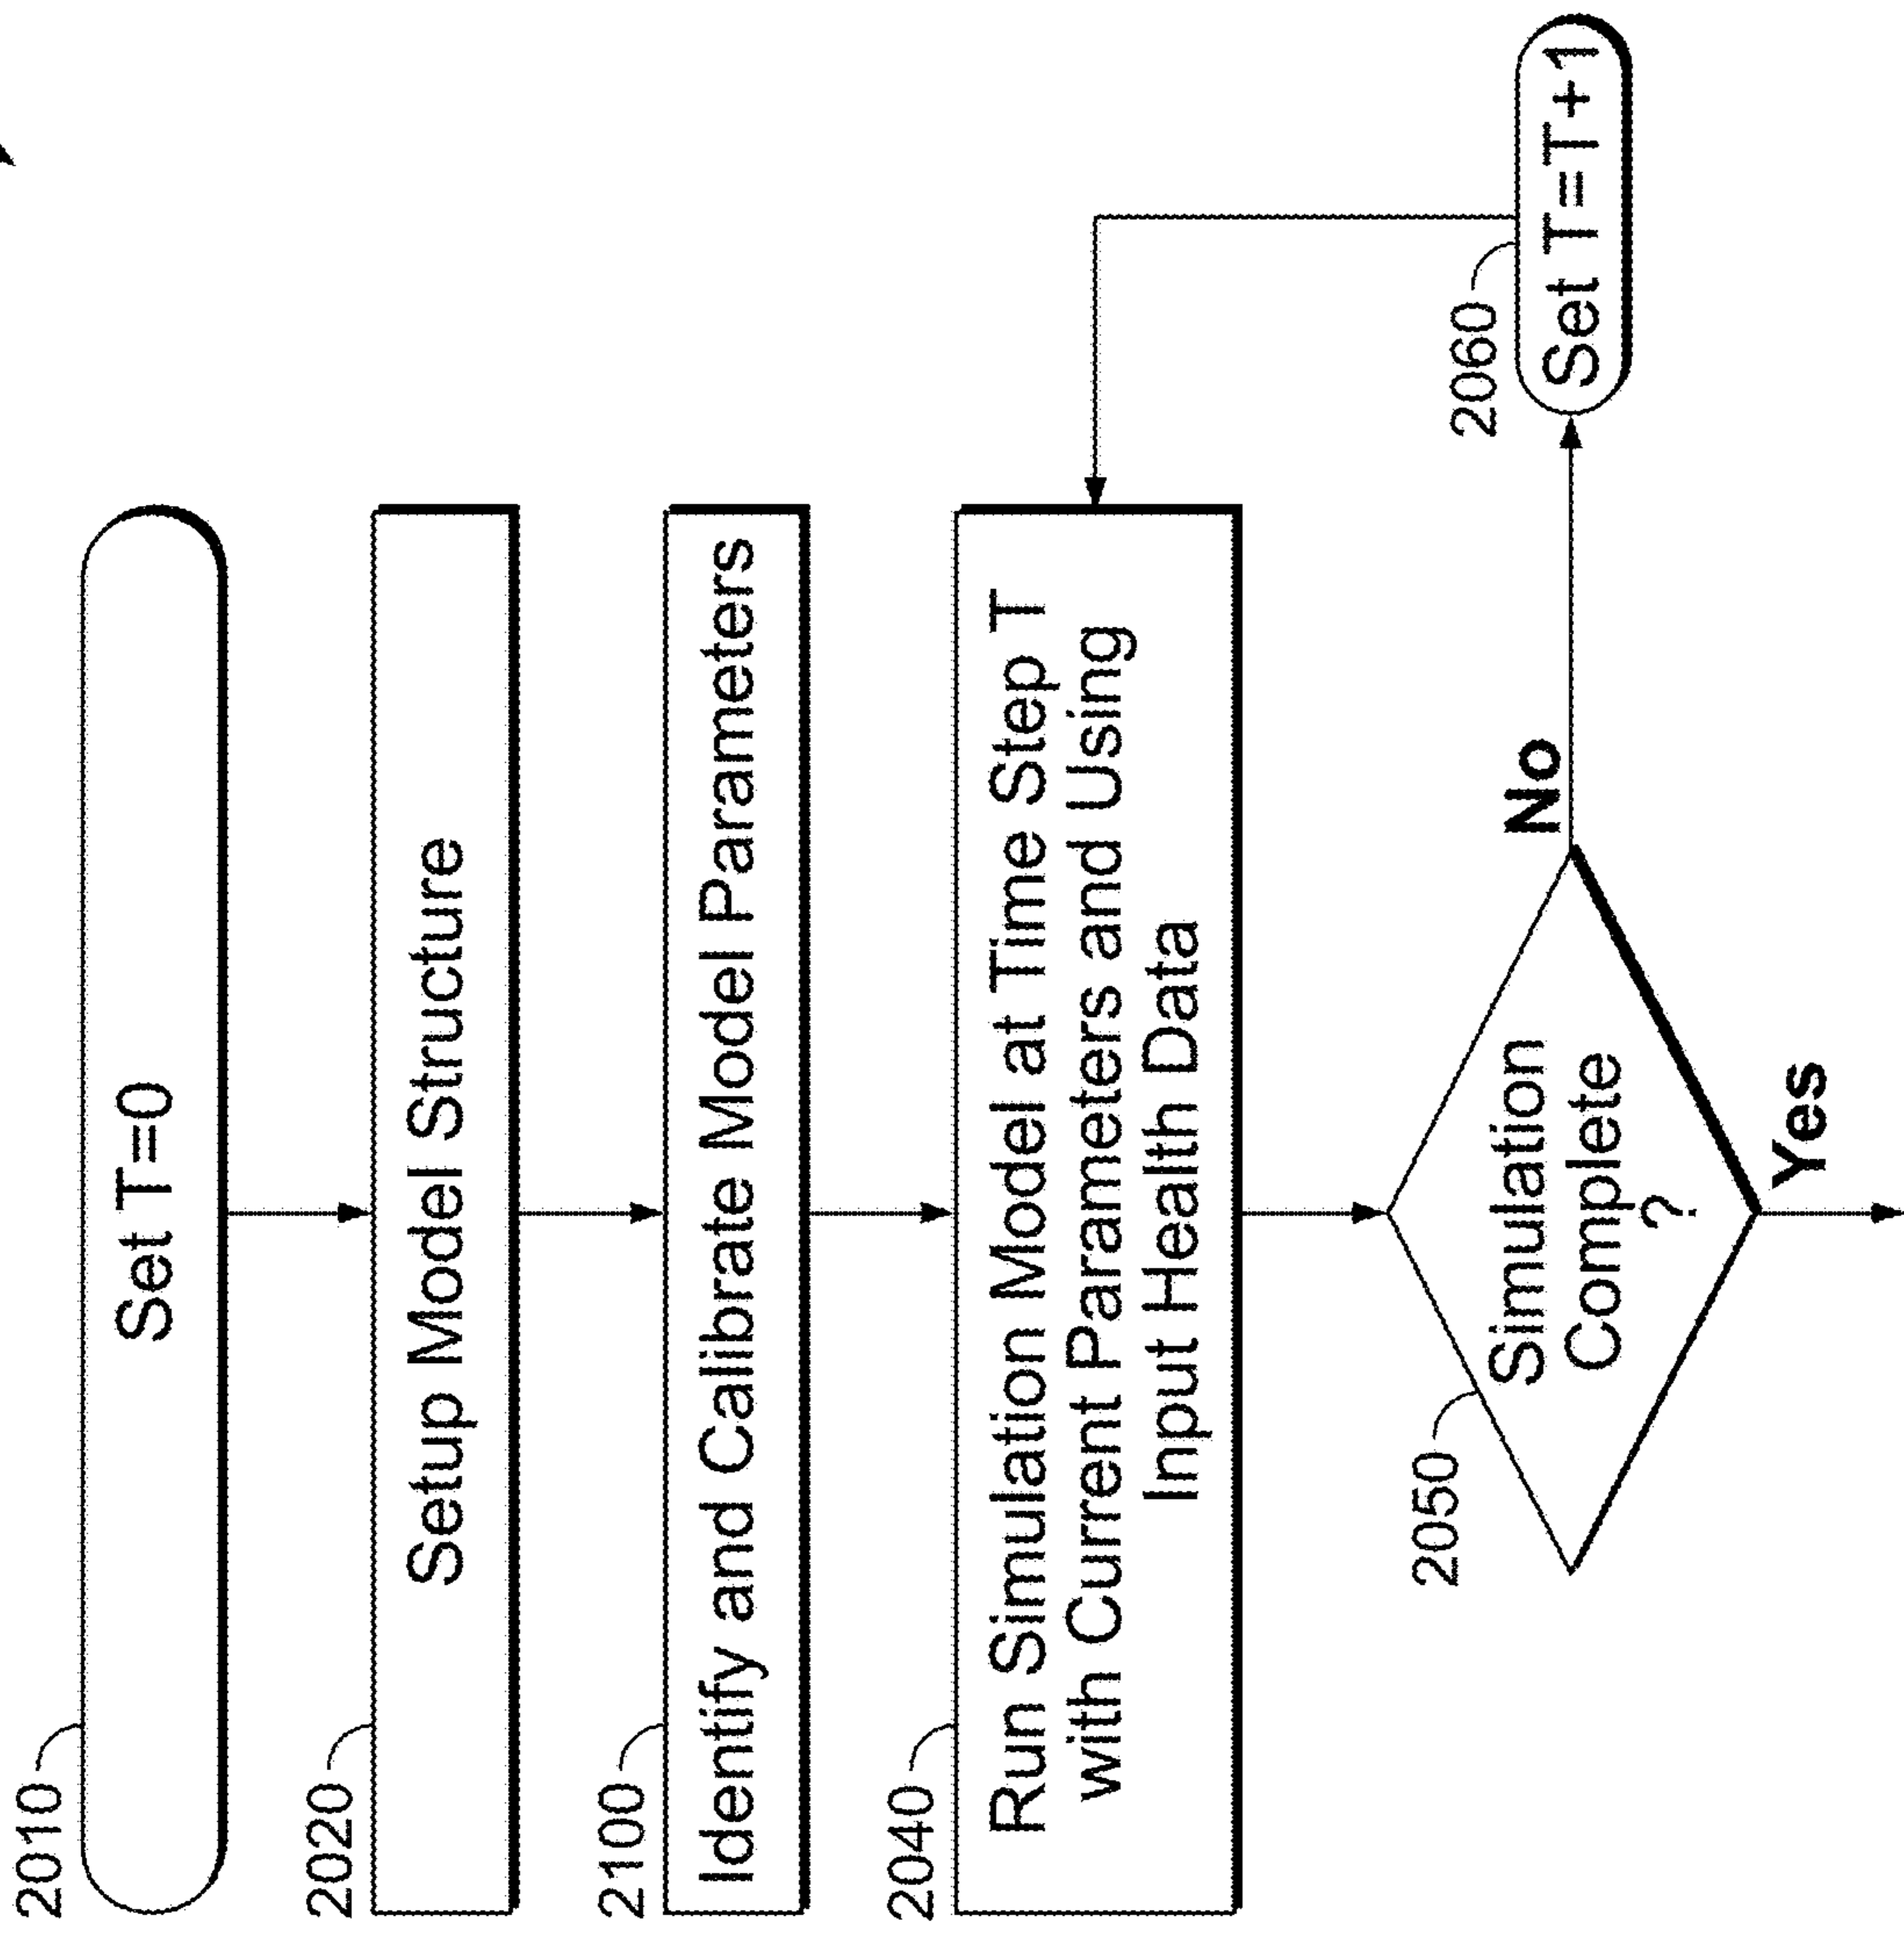 2010
Set T=0
2020
Setup Model Structure
2100
Identify and Calibrate Model Parameters
2040
Run Simulation Model at Time Step T
with Current Parameters and Using
Input Health Data
2050
Simulation
Complete
?
No
Yes
2060
Set T=T+1